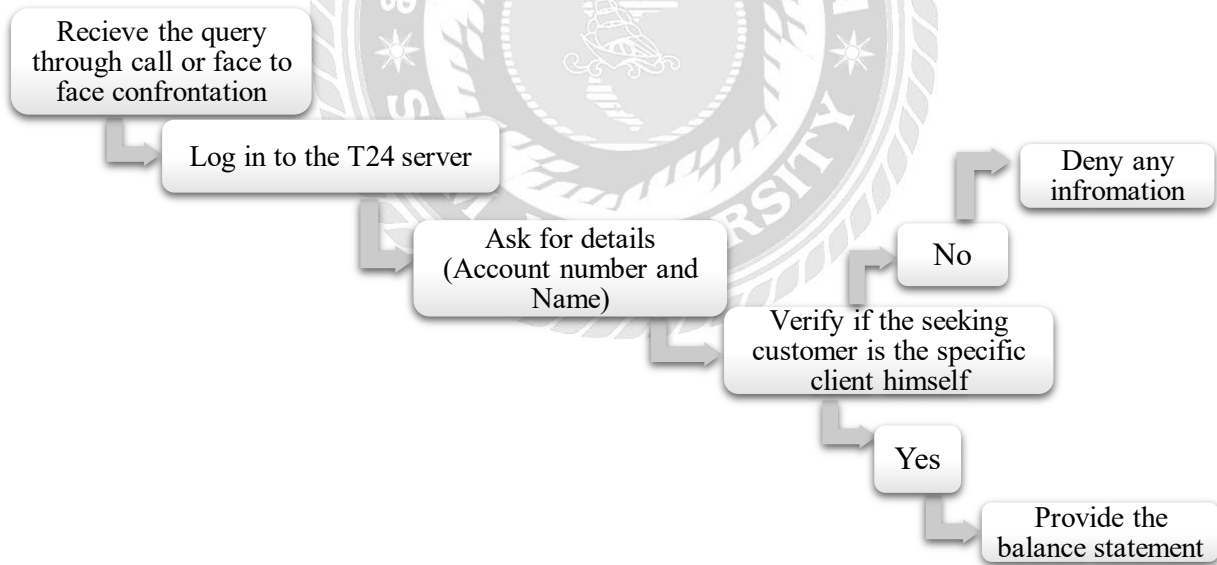 Recieve the query
through call or face to
face confrontation
Log in to the T24 server
Ask for details
(Account number and
Name)
Verify if the seeking
customer is the specific
client himself
No
Deny any
infromation
Yes
Provide the
balance statement